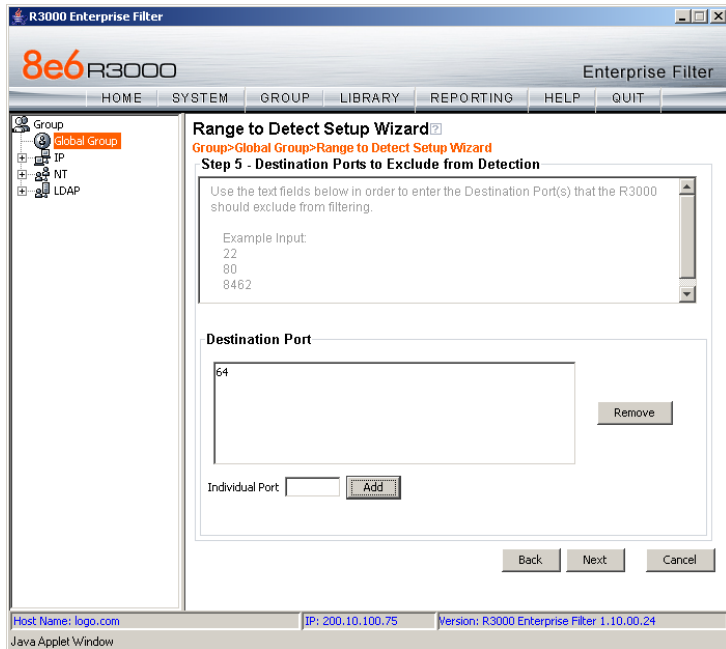 R3000 Enterprise Filter
8e6 R3000
Enterprise Filter
HOME SYSTEM GROUP LIBRARY REPORTING HELP QUIT
Group
Global Group
IP
NT
LDAP
Range to Detect Setup Wizard?
Group>Global Group>Range to Detect Setup Wizard
Step 5 - Destination Ports to Exclude from Detection
Use the text fields below in order to enter the Destination Port(s) that the R3000
should exclude from filtering.
Example Input:
22
80
8462
Destination Port
64
Remove
Individual Port Add
Back Next Cancel
Host Name: logo.com IP: 200.10.100.75 Version: R3000 Enterprise Filter 1.10.00.24
Java Applet Window